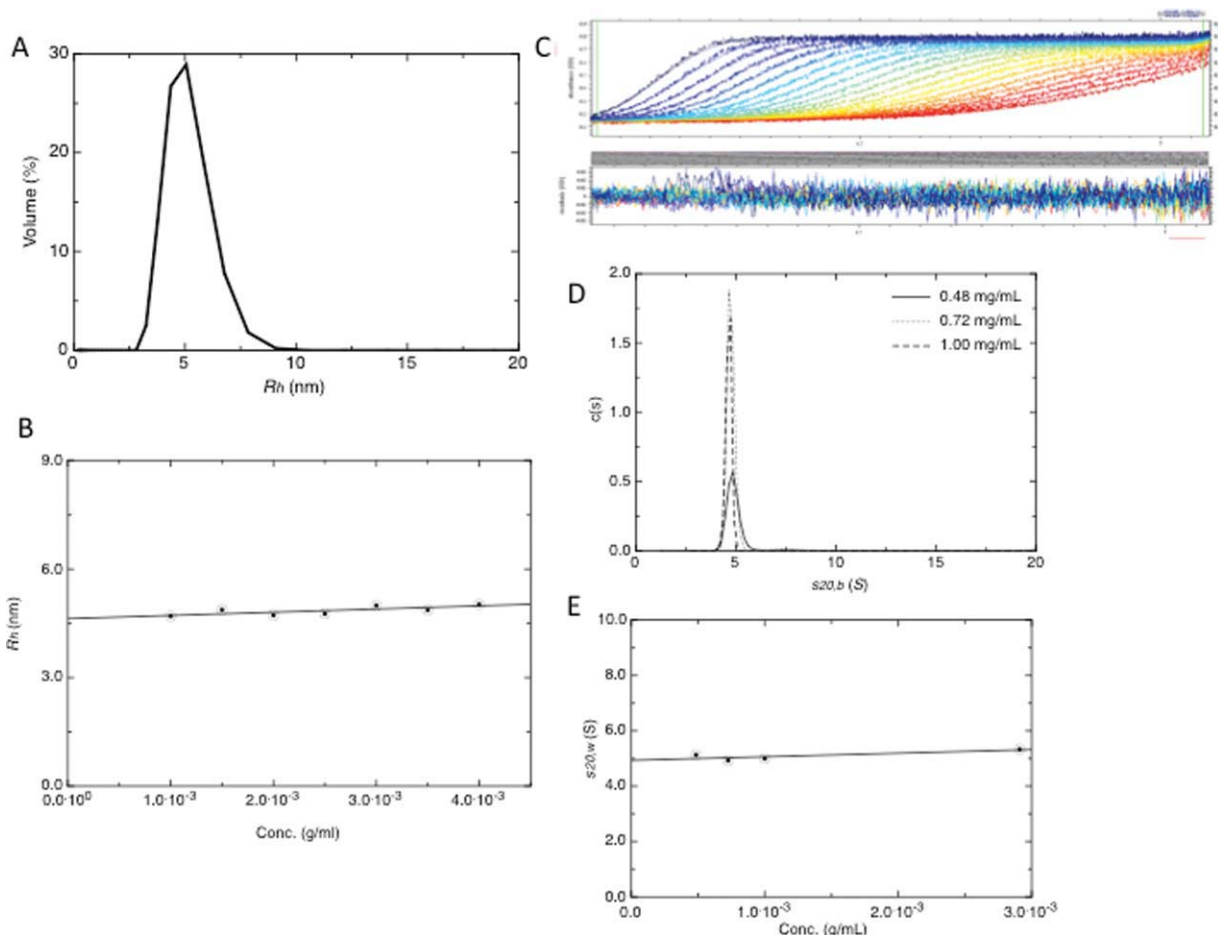 A
30
20
10
0
Volume (%)
0
5
10
15
20
Rh (nm)
B
9.0
6.0
3.0
0.0
Rh (nm)
0.0·10⁰
1.0·10⁻³
2.0·10⁻³
3.0·10⁻³
4.0·10⁻³
Conc. (g/ml)
C
D
2.0
1.5
1.0
0.5
0.0
c(s)
0.48 mg/mL
0.72 mg/mL
1.00 mg/mL
0
5
10
15
20
s20,b (S)
E
10.0
8.0
6.0
4.0
2.0
0.0
s20,w (S)
0.0
1.0·10⁻³
2.0·10⁻³
3.0·10⁻³
Conc. (g/mL)